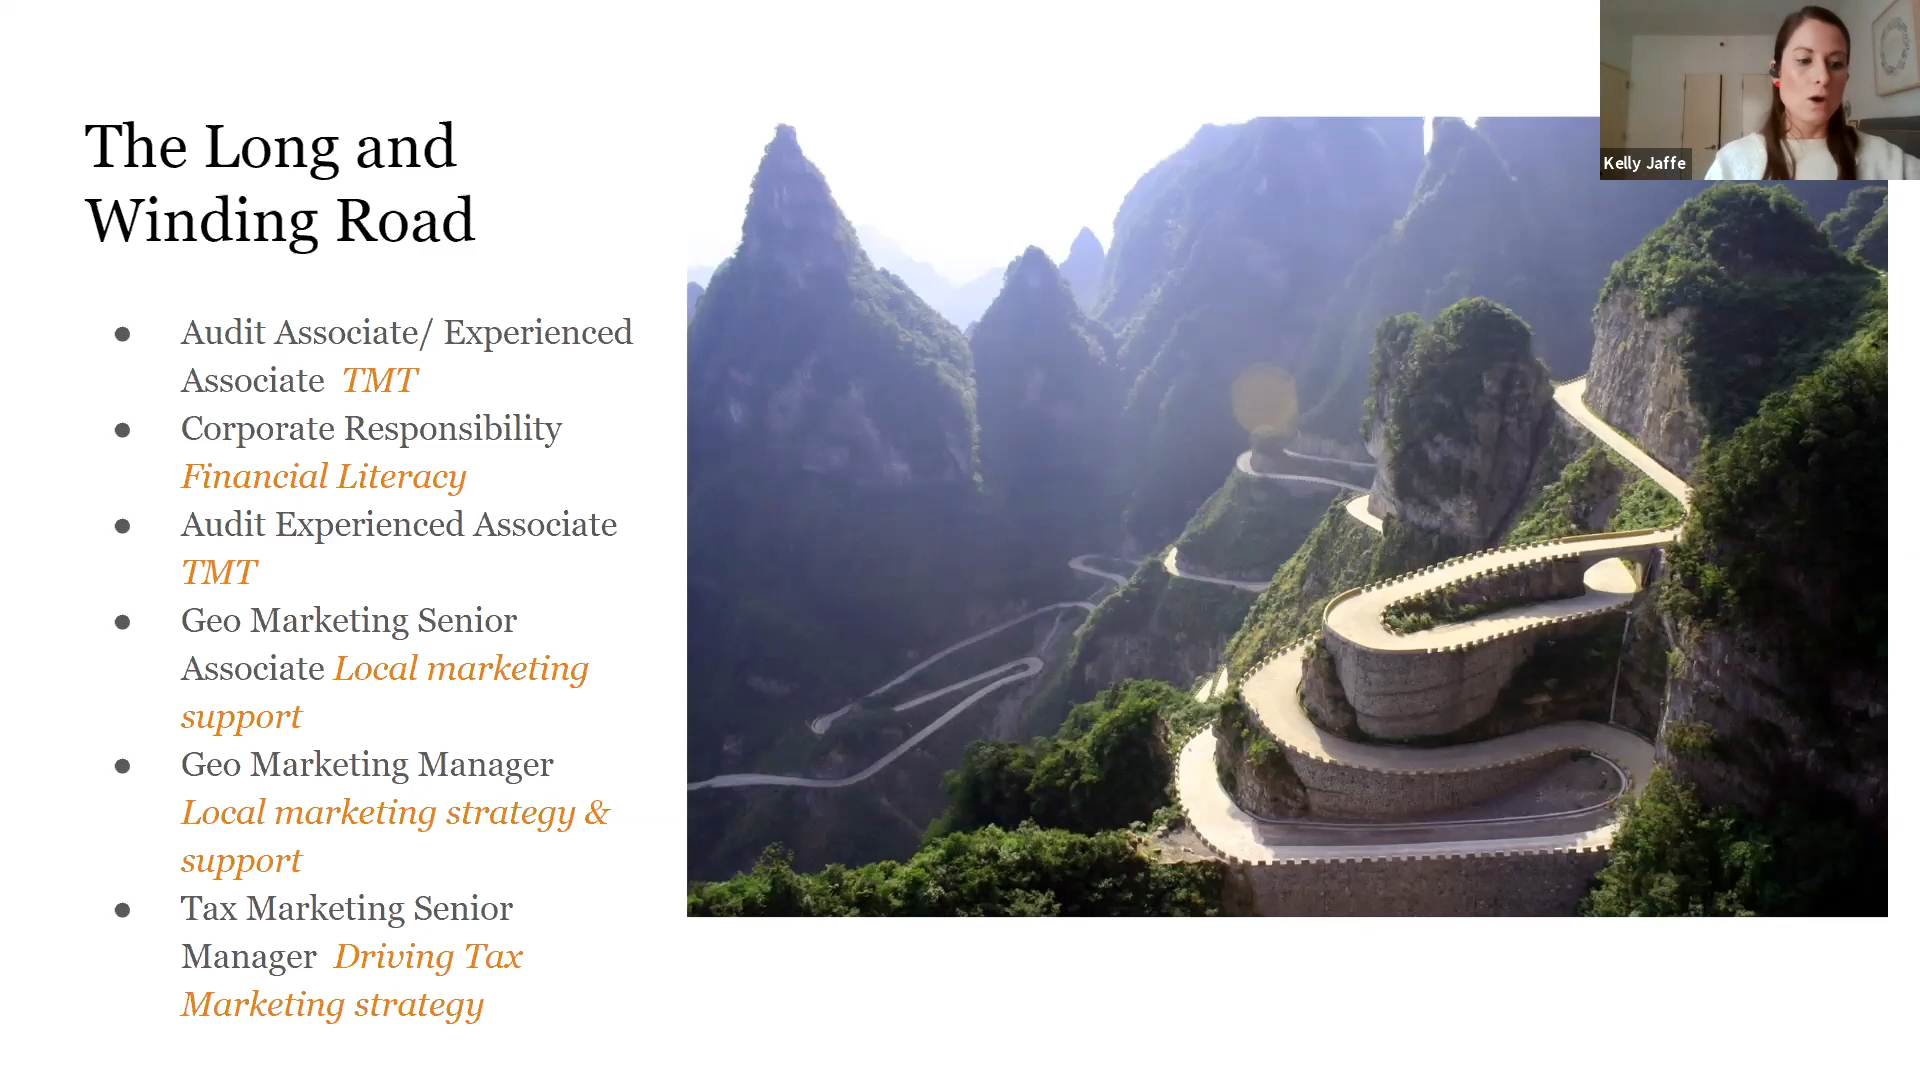 The Long and
Winding Road
● Audit Associate/ Experienced
Associate TMT
● Corporate Responsibility
Financial Literacy
● Audit Experienced Associate
TMT
● Geo Marketing Senior
Associate Local marketing
support
● Geo Marketing Manager
Local marketing strategy &
support
● Tax Marketing Senior
Manager Driving Tax
Marketing strategy
Kelly Jaffe